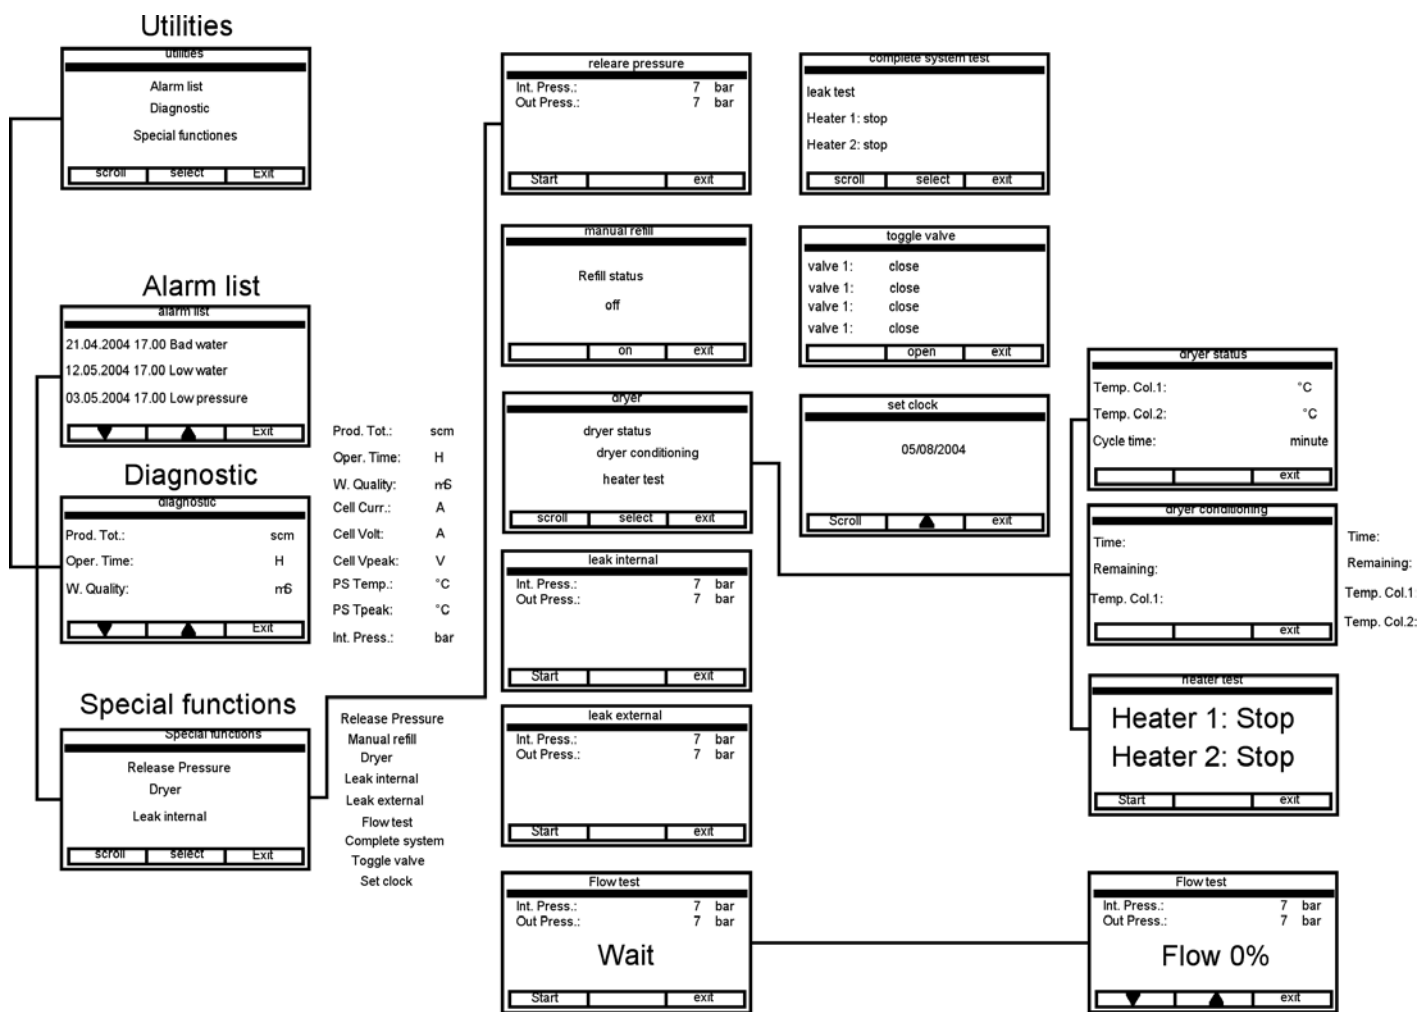 Utilities
utilities
Alarm list
Diagnostic
Special functiones
scroll select Exit
Alarm list
alarm list
21.04.2004 17.00 Bad water
12.05.2004 17.00 Low water
03.05.2004 17.00 Low pressure
Exit
Diagnostic
diagnostic
Prod. Tot.: scm
Oper. Time: H
W. Quality: mS
Exit
Prod. Tot.: scm
Oper. Time: H
W. Quality: mS
Cell Curr.: A
Cell Volt: A
Cell Vpeak: V
PS Temp.: °C
PS Tpeak: °C
Int. Press.: bar
Special functions
Special functions
Release Pressure
Dryer
Leak internal
scroll select Exit
Release Pressure
Manual refill
Dryer
Leak internal
Leak external
Flow test
Complete system
Toggle valve
Set clock
releare pressure
Int. Press.: 7 bar
Out Press.: 7 bar
Start exit
manual refill
Refill status
off
on exit
dryer
dryer status
dryer conditioning
heater test
scroll select exit
leak internal
Int. Press.: 7 bar
Out Press.: 7 bar
Start exit
leak external
Int. Press.: 7 bar
Out Press.: 7 bar
Start exit
Flow test
Int. Press.: 7 bar
Out Press.: 7 bar
Wait
Start exit
complete system test
leak test
Heater 1: stop
Heater 2: stop
scroll select exit
toggle valve
valve 1: close
valve 1: close
valve 1: close
valve 1: close
open exit
set clock
05/08/2004
Scroll exit
dryer status
Temp. Col.1: °C
Temp. Col.2: °C
Cycle time: minute
exit
dryer conditioning
Time:
Remaining:
Temp. Col.1:
exit
Time:
Remaining:
Temp. Col.1:
Temp. Col.2:
heater test
Heater 1: Stop
Heater 2: Stop
Start exit
Flow test
Int. Press.: 7 bar
Out Press.: 7 bar
Flow 0%
exit